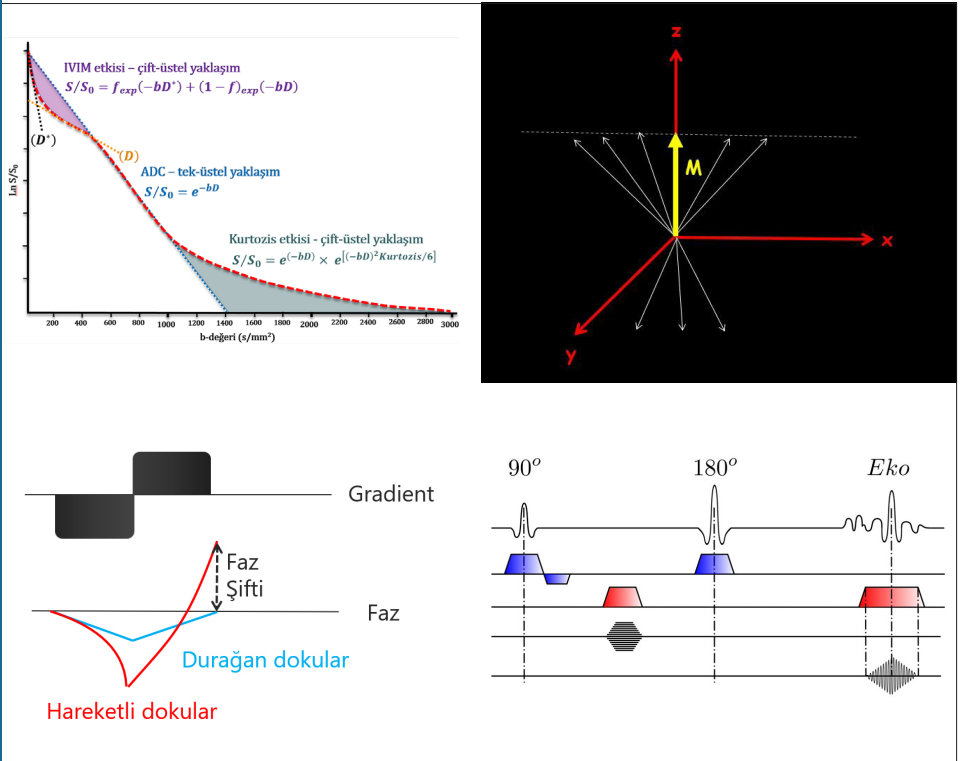 IVIM etkisi – çift-üstel yaklaşım
S/S₀ = f_exp(−bD*) + (1 − f)_exp(−bD)
(D*)
(D)
ADC – tek-üstel yaklaşım
S/S₀ = e^−bD
Kurtozis etkisi - çift-üstel yaklaşım
S/S₀ = e^(−bD) × e^[(−bD)²Kurtozis/6]
Ln S/S₀
200 400 600 800 1000 1200 1400 1600 1800 2000 2200 2400 2600 2800 3000
b-değeri (s/mm²)
z
M
x
y
Gradient
Faz
Şifti
Faz
Durağan dokular
Hareketli dokular
90° 180° Eko